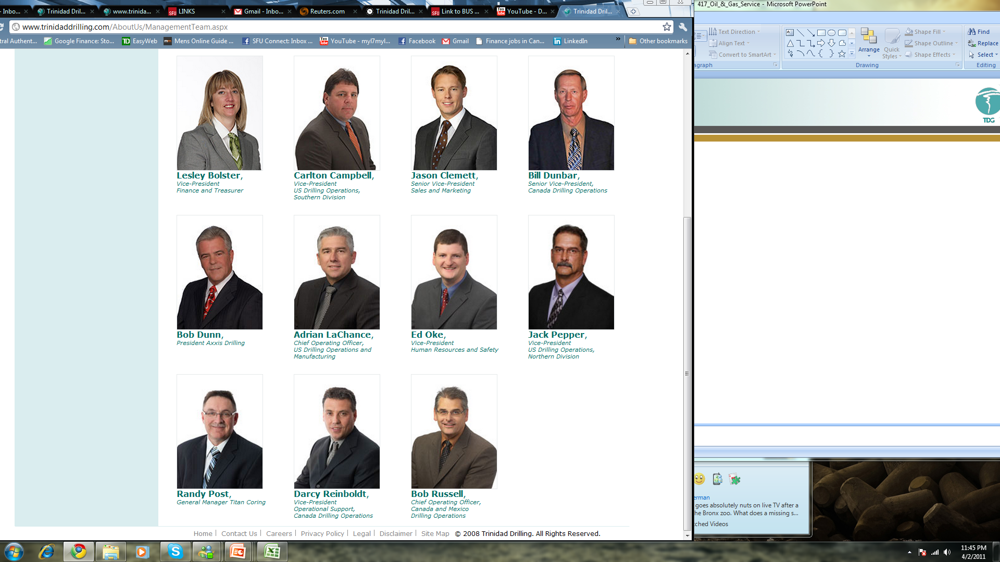 - Inbo...
Trinidad Drill...
www.trinida...
LINKS
Gmail - Inbo...
Reuters.com
Trinidad Dril...
Link to BUS ...
YouTube - D...
Trinidad Dril...
417_Oil_&_Gas_Service - Microsoft PowerPoint
www.trinidaddrilling.com/AboutUs/ManagementTeam.aspx
tral Authent...
Google Finance: Sto...
EasyWeb
Mens Online Guide ...
SFU Connect: Inbox ...
YouTube - myl7myl...
Facebook
Gmail
Finance jobs in Can...
LinkedIn
»
Other bookmarks
Text Direction
Align Text
Convert to SmartArt
agraph
Arrange
Quick
Styles
Shape Fill
Shape Outline
Shape Effects
Drawing
Find
Replace
Select
Editing
TDG
Lesley Bolster,
Vice-President
Finance and Treasurer
Carlton Campbell,
Vice-President
US Drilling Operations,
Southern Division
Jason Clemett,
Senior Vice-President
Sales and Marketing
Bill Dunbar,
Senior Vice-President,
Canada Drilling Operations
Bob Dunn,
President Axxis Drilling
Adrian LaChance,
Chief Operating Officer,
US Drilling Operations and
Manufacturing
Ed Oke,
Vice-President
Human Resources and Safety
Jack Pepper,
Vice-President
US Drilling Operations,
Northern Division
Randy Post,
General Manager Titan Coring
Darcy Reinboldt,
Vice-President
Operational Support,
Canada Drilling Operations
Bob Russell,
Chief Operating Officer,
Canada and Mexico
Drilling Operations
Home | Contact Us | Careers | Privacy Policy | Legal | Disclaimer | Site Map © 2008 Trinidad Drilling. All Rights Reserved.
erman
goes absolutely nuts on live TV after a
he Bronx zoo. What does a missing s...
ched Videos
11:45 PM
4/2/2011